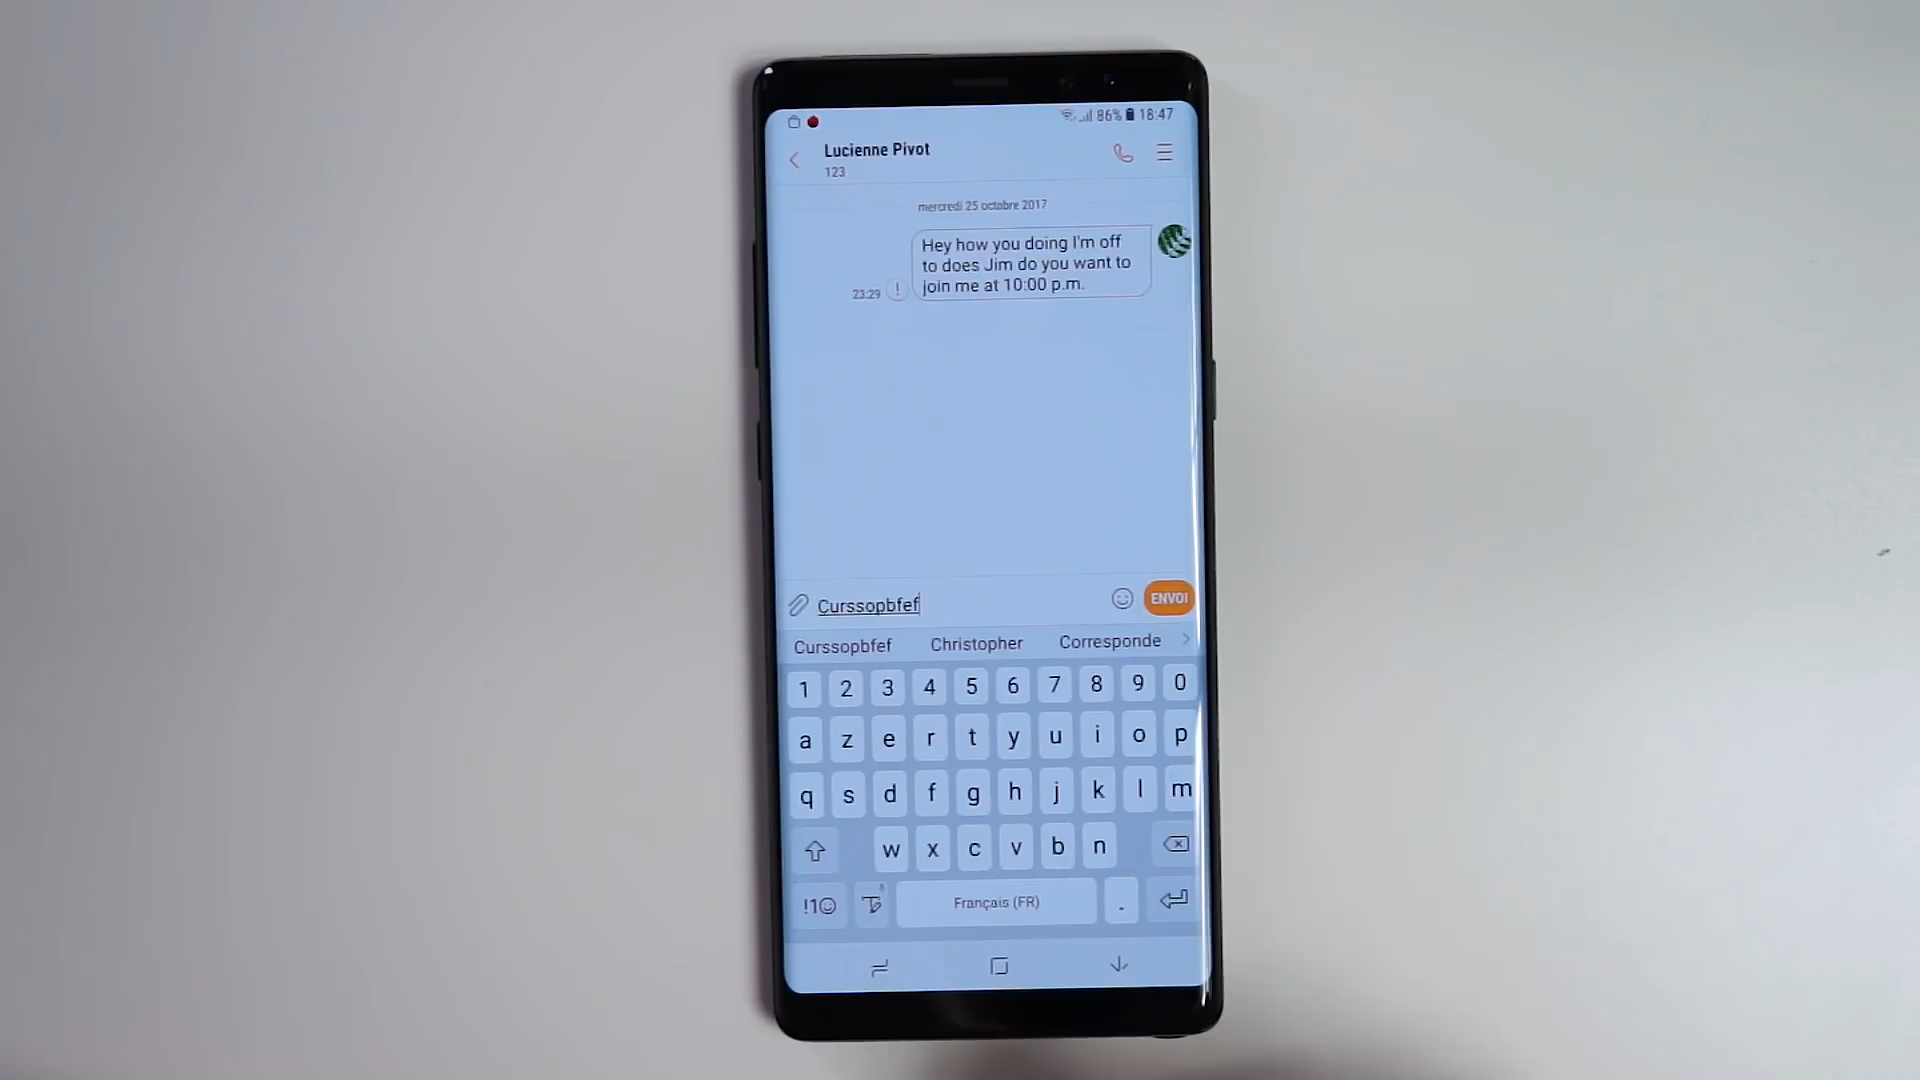 86% 18:47
Lucienne Pivot
123
mercredi 25 octobre 2017
Hey how you doing I'm off
to does Jim do you want to
join me at 10:00 p.m.
23:29 !
Curssopbfef
ENVOI
Curssopbfef Christopher Corresponde
1 2 3 4 5 6 7 8 9 0
a z e r t y u i o p
q s d f g h j k l m
w x c v b n
!1☺ T Français (FR) .